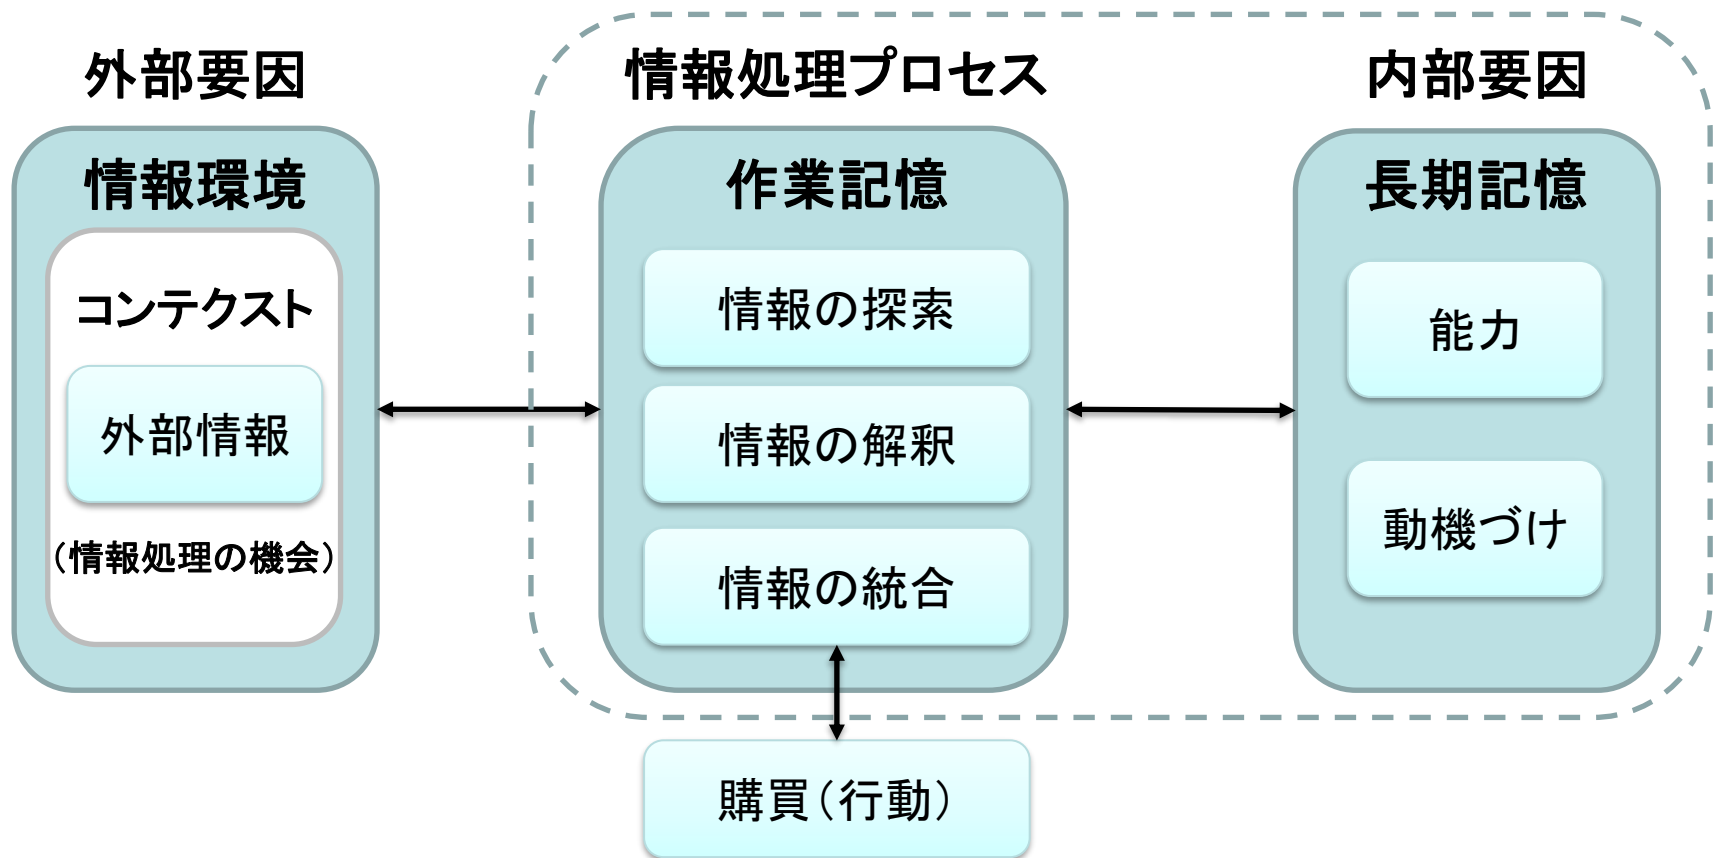 外部要因
情報処理プロセス
内部要因
情報環境
コンテクスト
外部情報
（情報処理の機会）
作業記憶
情報の探索
情報の解釈
情報の統合
長期記憶
能力
動機づけ
購買（行動）